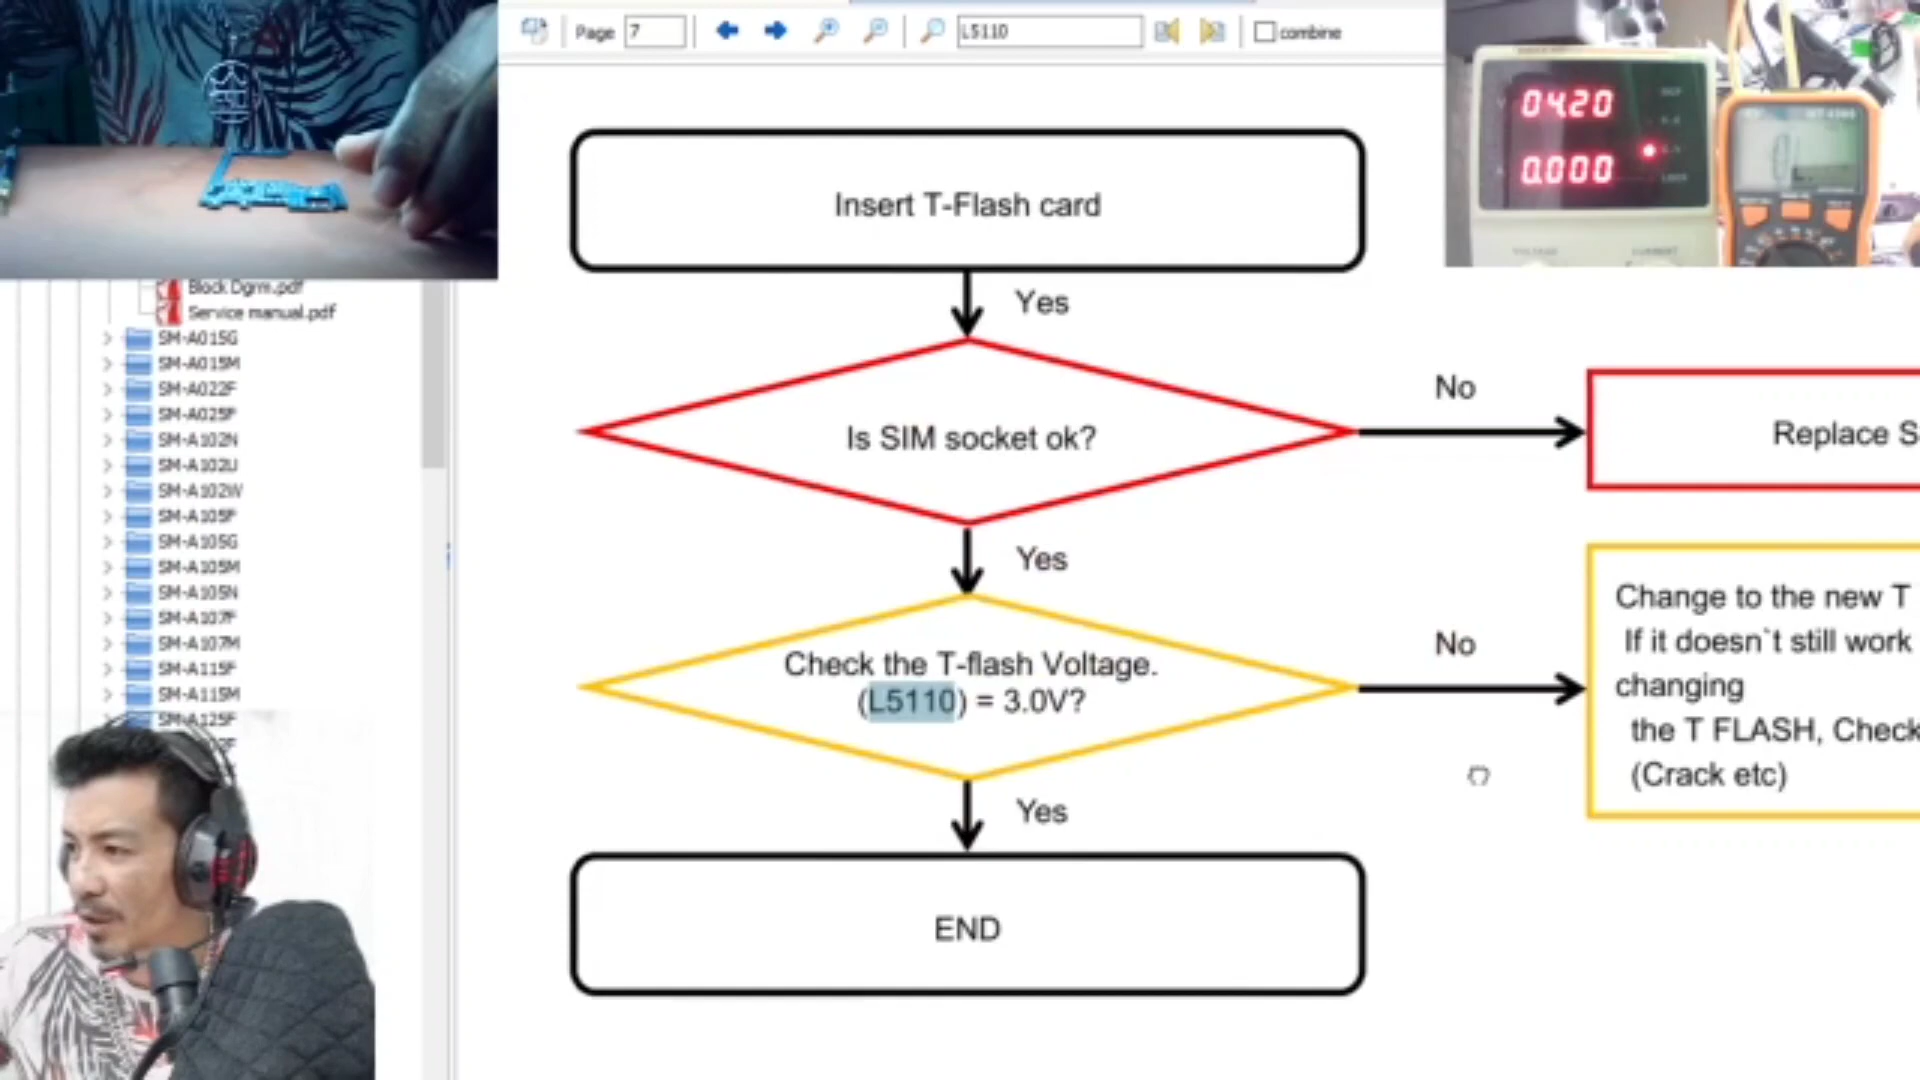 Page 7 L5110 combine
04.20
0.000
Block Dgrm.pdf
Service manual.pdf
SM-A015G
SM-A015M
SM-A022F
SM-A025F
SM-A102N
SM-A102U
SM-A102W
SM-A105F
SM-A105G
SM-A105M
SM-A105N
SM-A107F
SM-A107M
SM-A115F
SM-A115M
SM-A125F
Insert T-Flash card
Yes
Is SIM socket ok?
No
Replace S
Yes
Check the T-flash Voltage.
(L5110) = 3.0V?
No
Change to the new T
If it doesn`t still work
changing
the T FLASH, Check
(Crack etc)
Yes
END